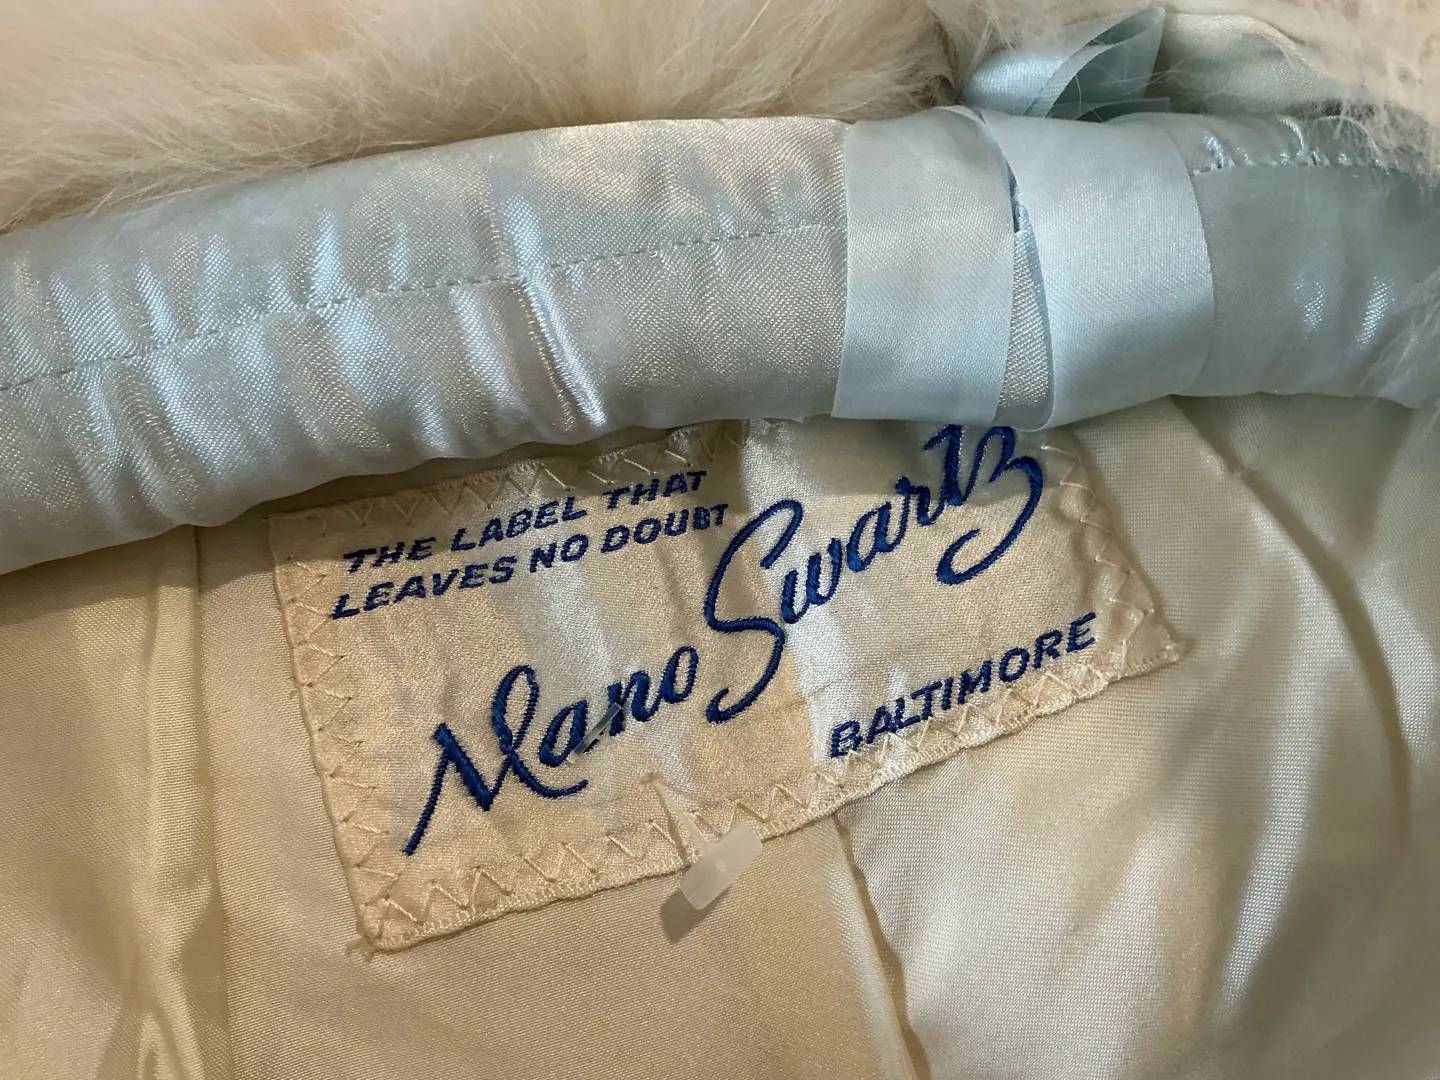 THE LABEL THAT
LEAVES NO DOUBT
Mano Swartz
BALTIMORE